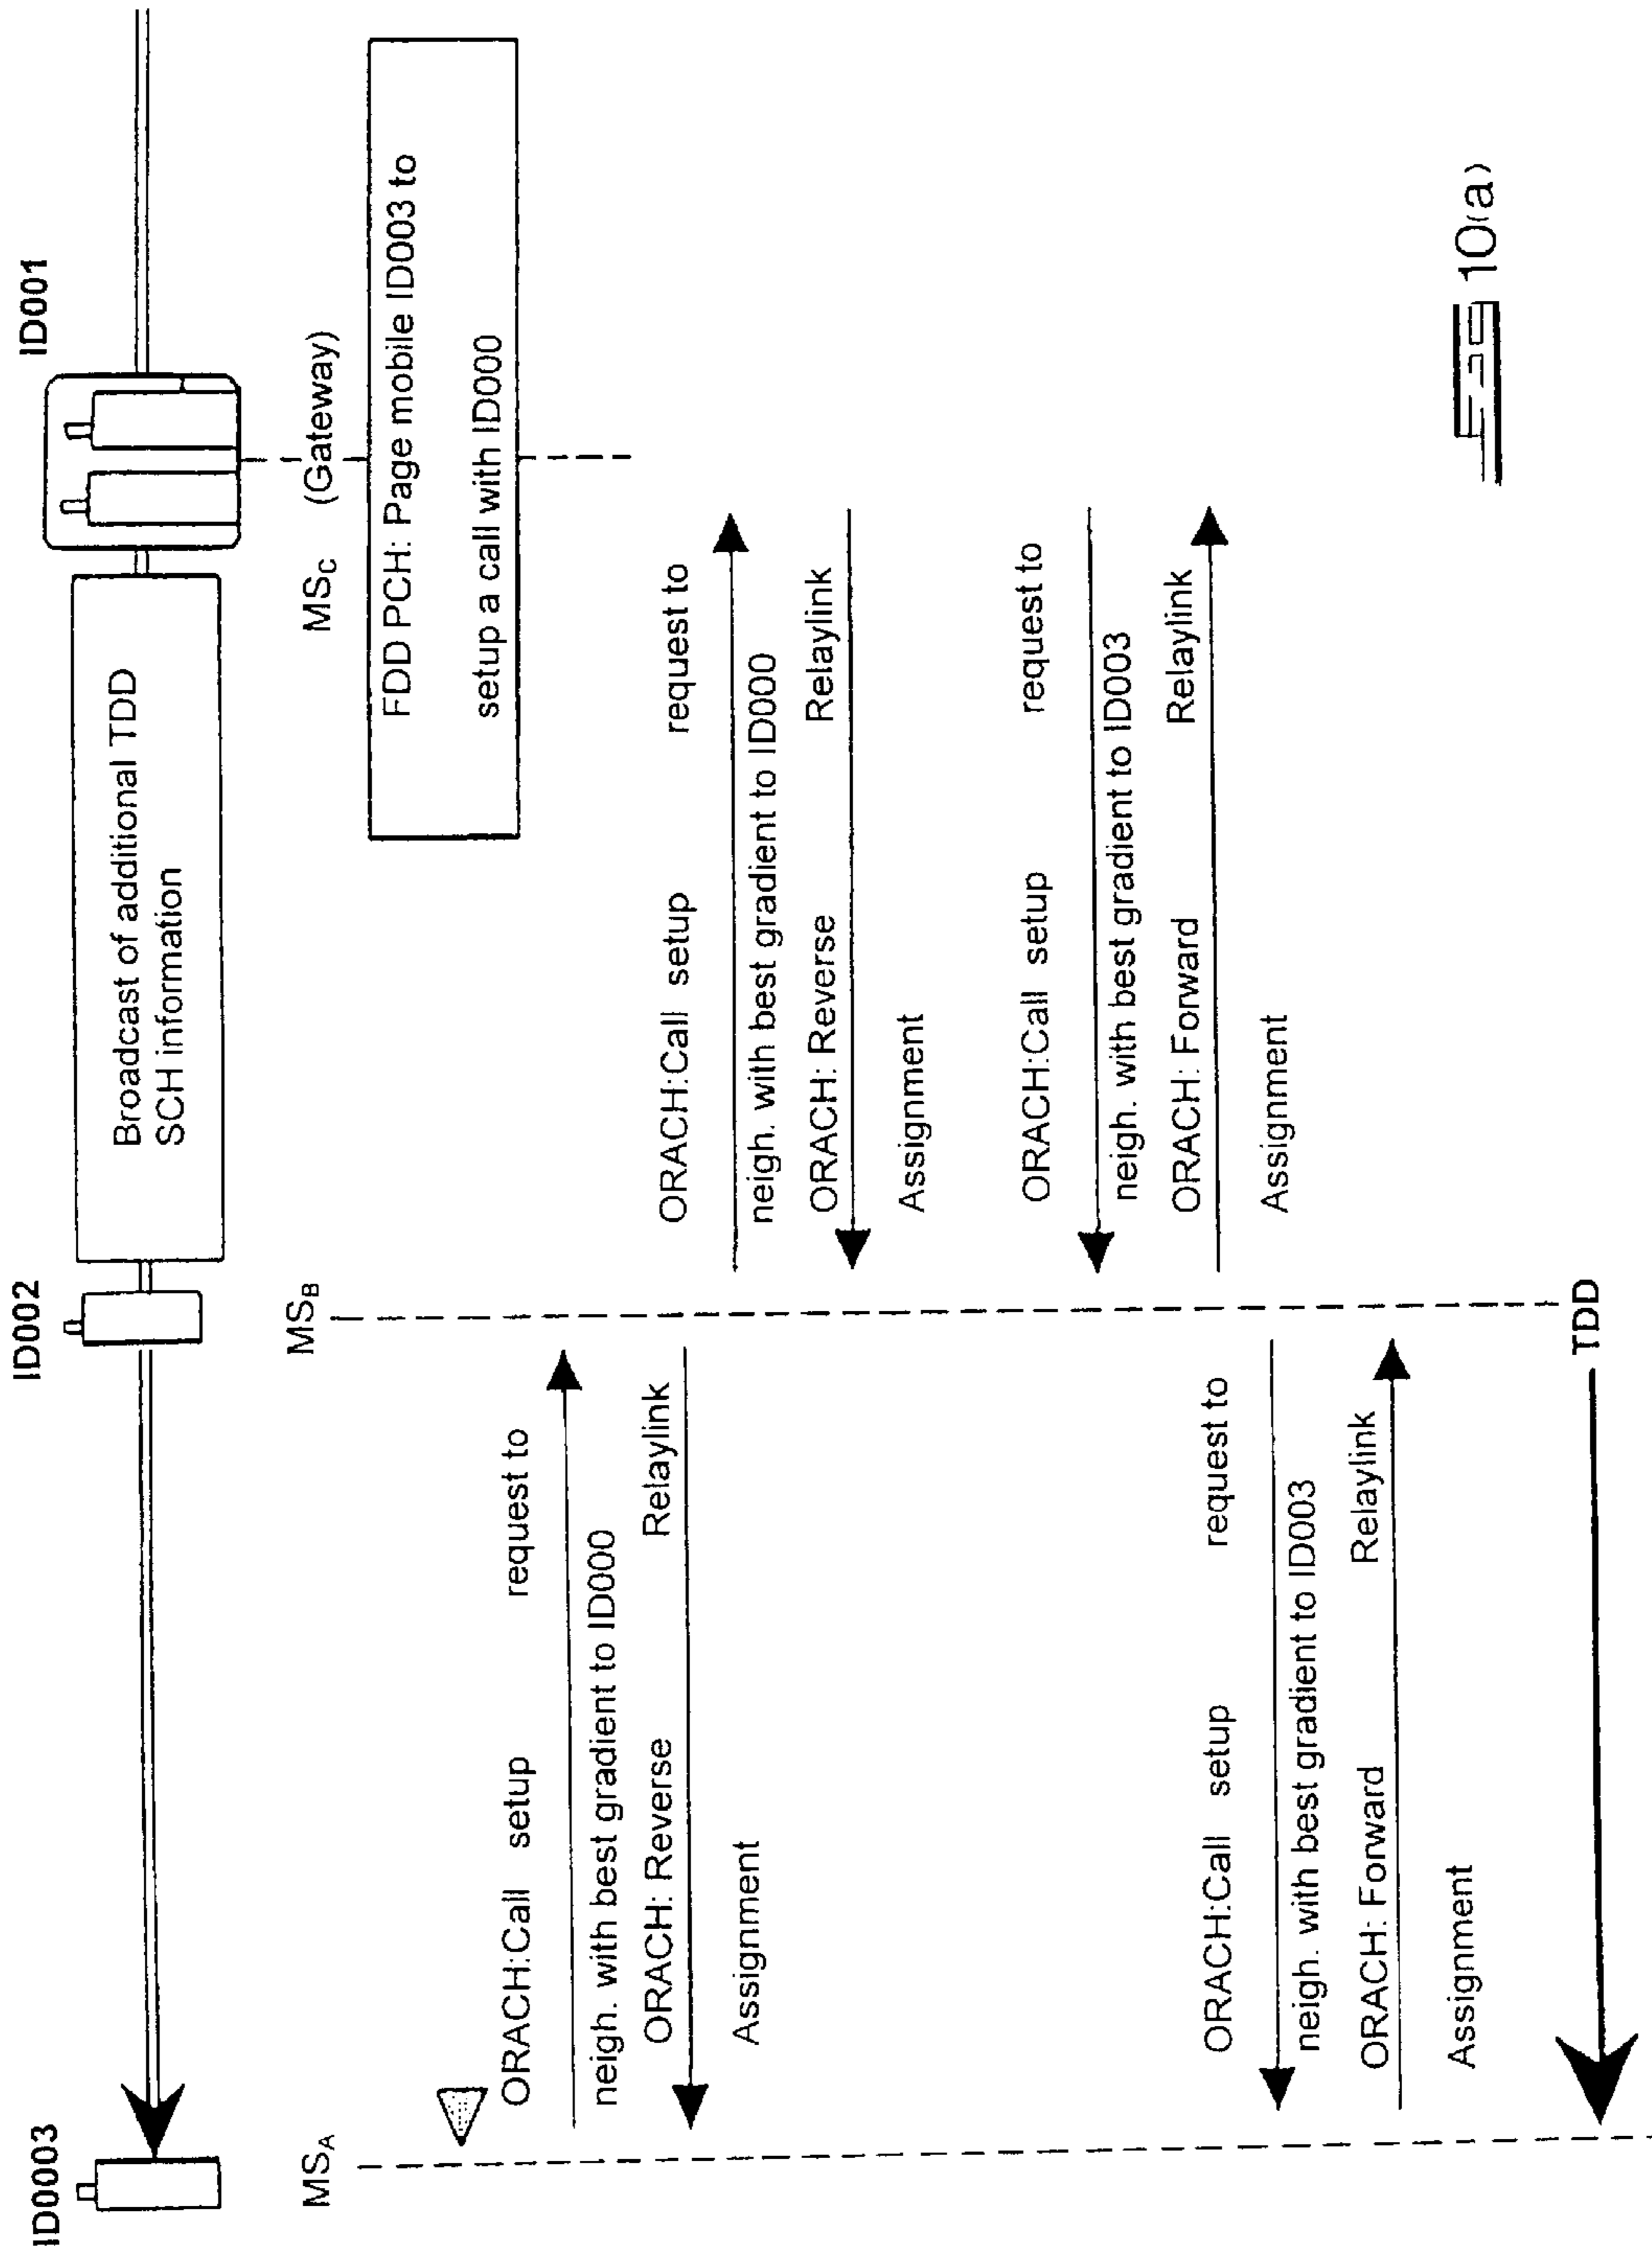 ID0003
ID002
ID001
Broadcast of additional TDD
SCH information
MSA
MSB
MSC (Gateway)
FDD PCH: Page mobile ID003 to
setup a call with ID000
ORACH:Call setup request to
neigh. with best gradient to ID000
ORACH: Reverse Relaylink
Assignment
ORACH:Call setup request to
neigh. with best gradient to ID000
ORACH: Reverse Relaylink
Assignment
ORACH:Call setup request to
neigh. with best gradient to ID003
ORACH: Forward Relaylink
Assignment
ORACH:Call setup request to
neigh. with best gradient to ID003
ORACH: Forward Relaylink
Assignment
TDD
10(a)